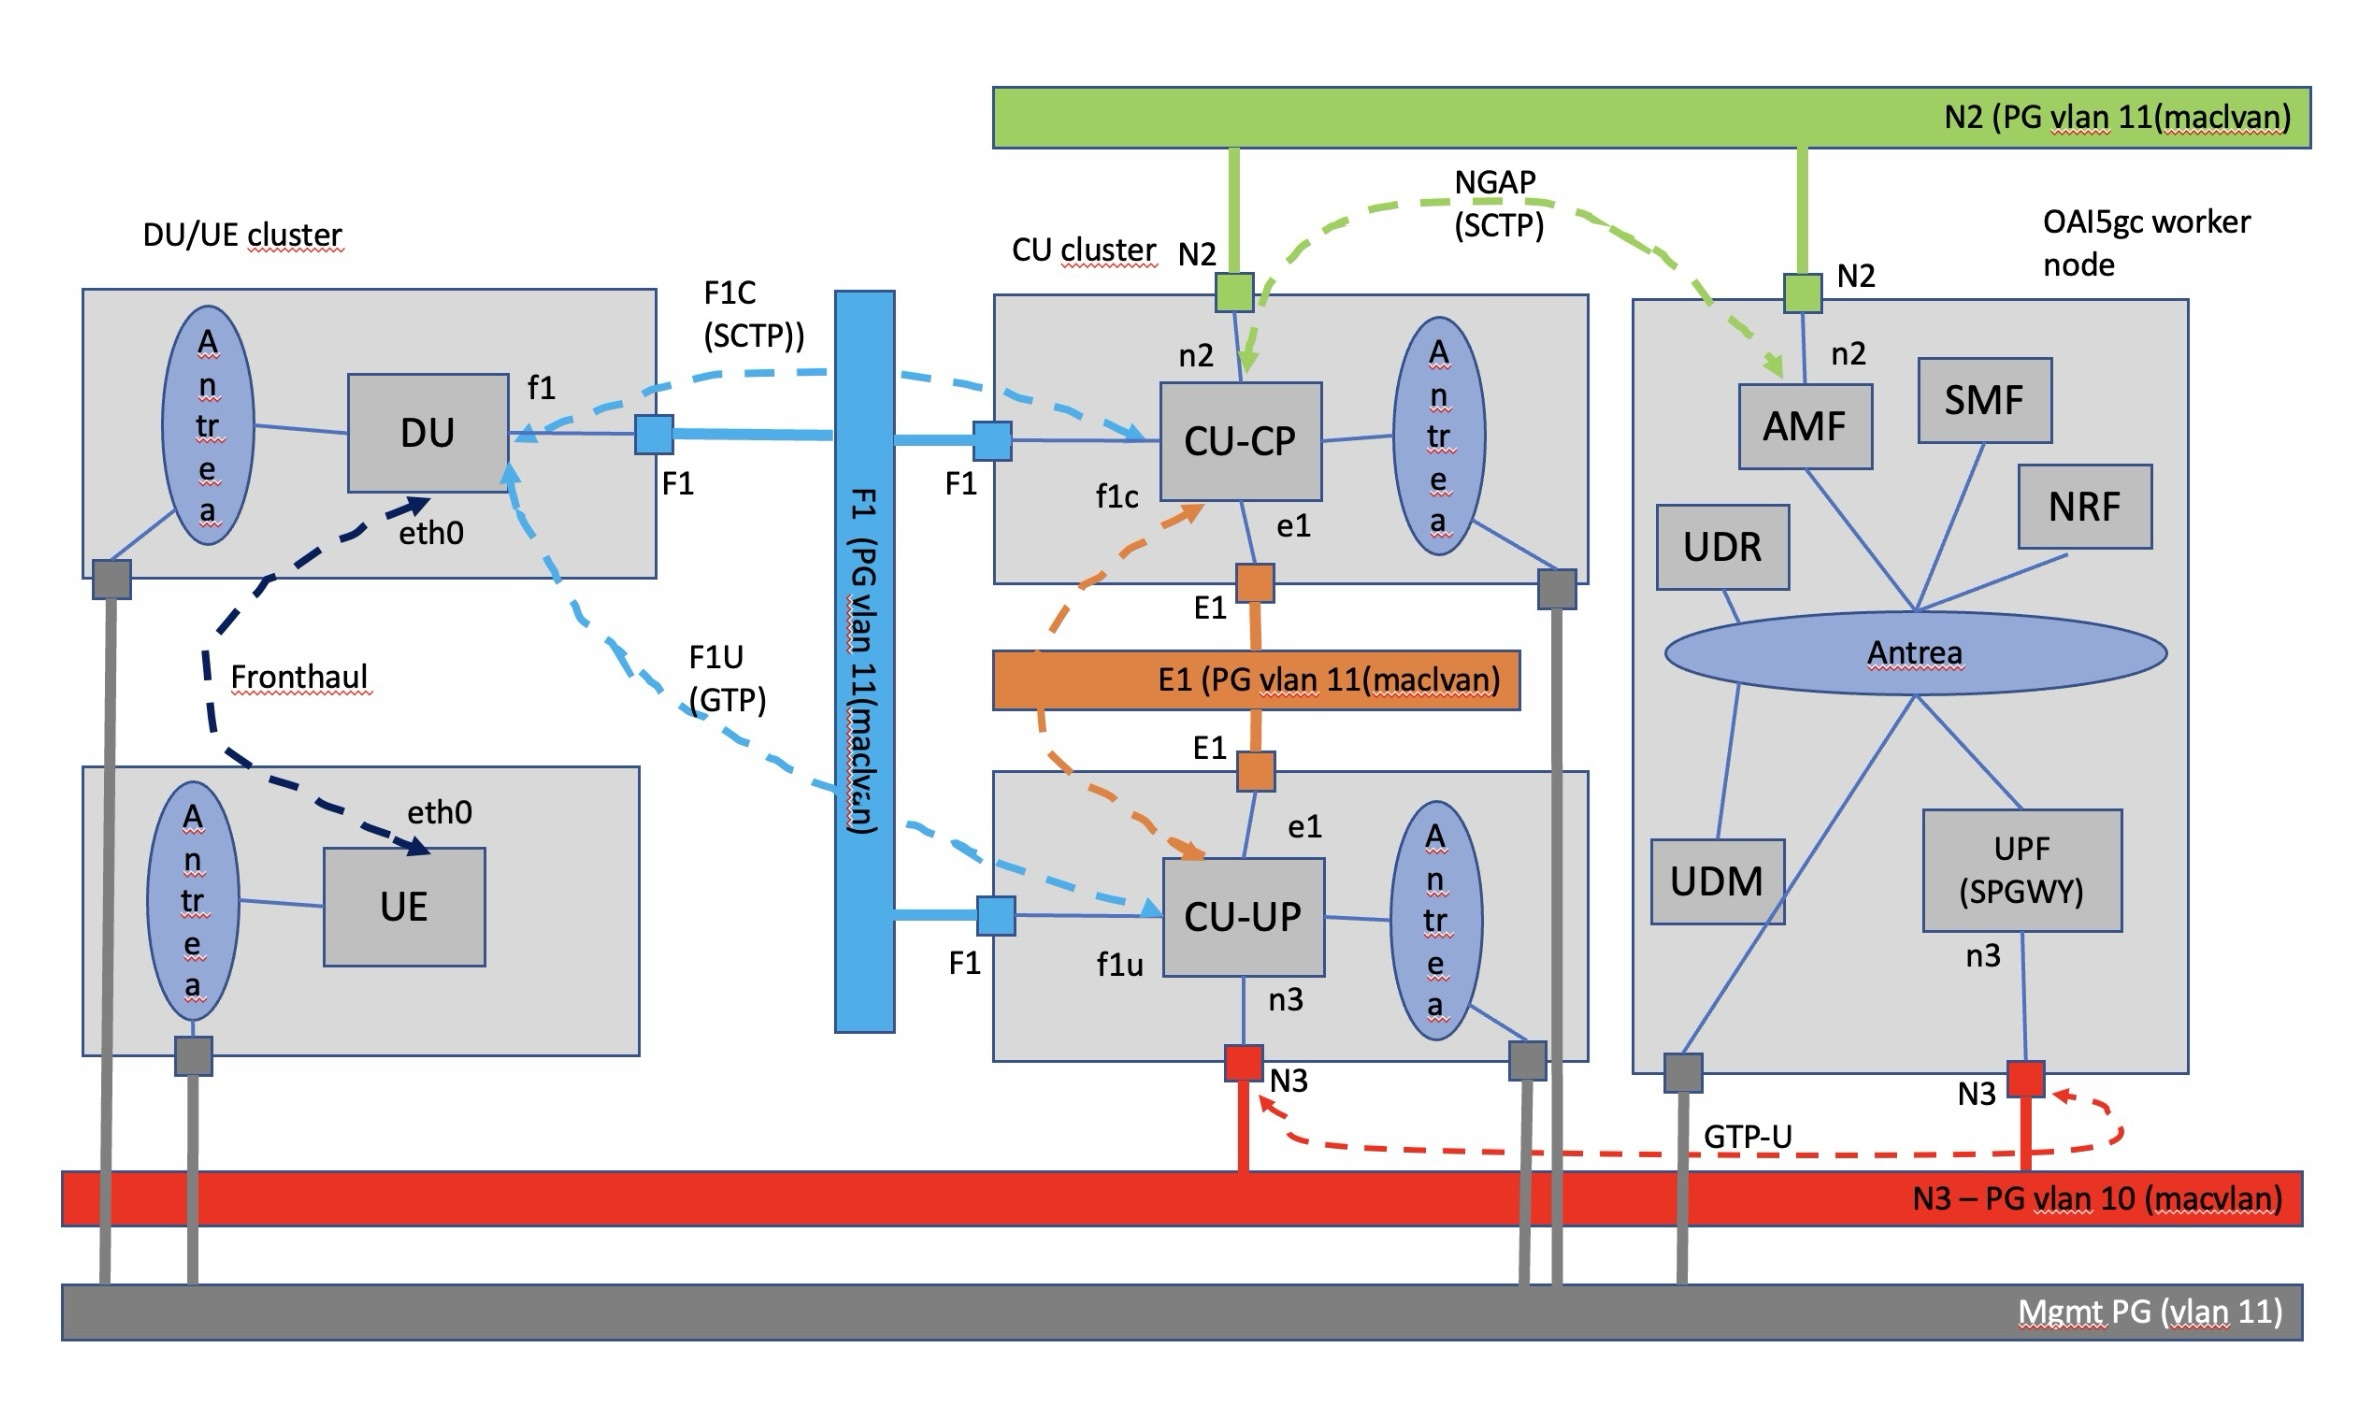 N2 (PG vlan 11(maclvan)
NGAP
(SCTP)
OAI5gc worker
node
DU/UE cluster
CU cluster
N2
N2
F1C
(SCTP))
A
n
tr
e
a
DU
f1
F1
eth0
F1 (PG vlan 11(maclvan)
F1
n2
CU-CP
f1c
e1
A
n
tr
e
a
n2
AMF
SMF
NRF
UDR
Antrea
UDM
UPF
(SPGWY)
n3
E1
E1 (PG vlan 11(maclvan)
E1
F1U
(GTP)
Fronthaul
A
n
tr
e
a
eth0
UE
e1
CU-UP
F1
f1u
n3
A
n
tr
e
a
N3
N3
GTP-U
N3 – PG vlan 10 (macvlan)
Mgmt PG (vlan 11)